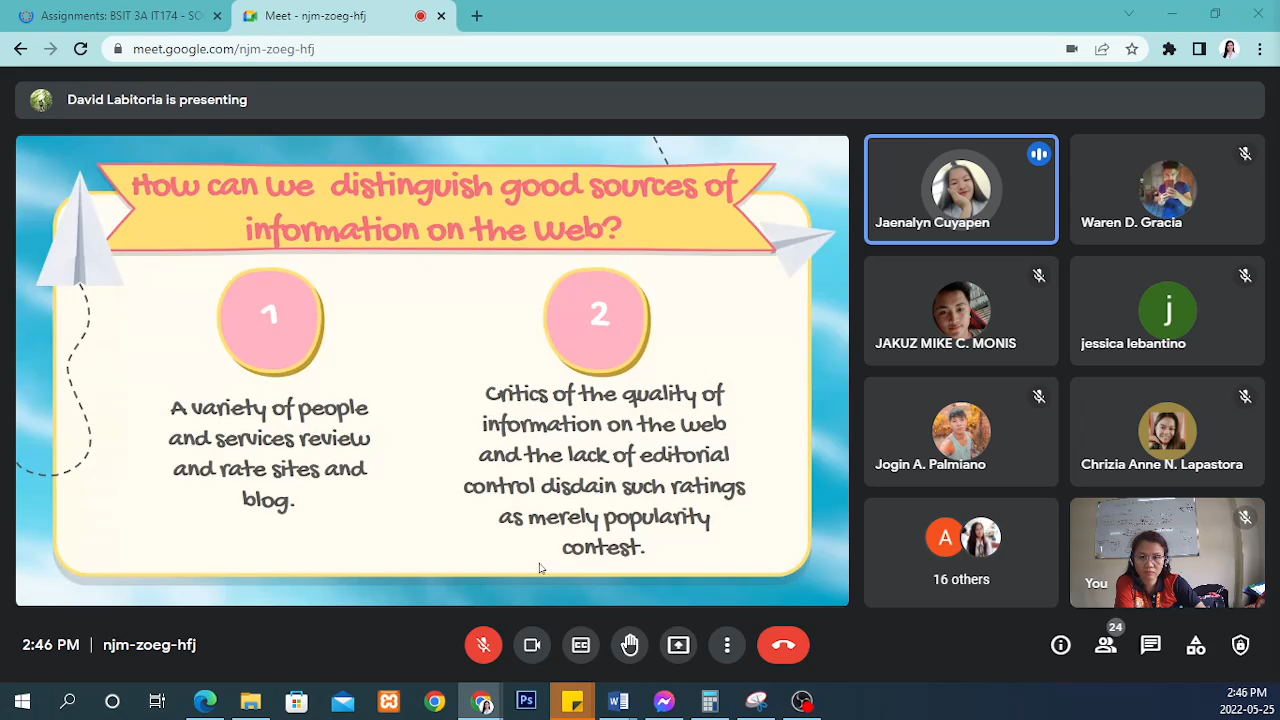 Assignments: BSIT 3A IT174 - SO
Meet - njm-zoeg-hfj
meet.google.com/njm-zoeg-hfj
David Labitoria is presenting
How can we distinguish good sources of
information on the Web?
1
A variety of people
and services review
and rate sites and
blog.
2
Critics of the quality of
information on the web
and the lack of editorial
control disdain such ratings
as merely popularity
contest.
Jaenalyn Cuyapen
Waren D. Gracia
JAKUZ MIKE C. MONIS
j
jessica lebantino
Jogin A. Palmiano
Chrizia Anne N. Lapastora
A
16 others
You
2:46 PM | njm-zoeg-hfj
24
Ps
2:46 PM
2022-05-25